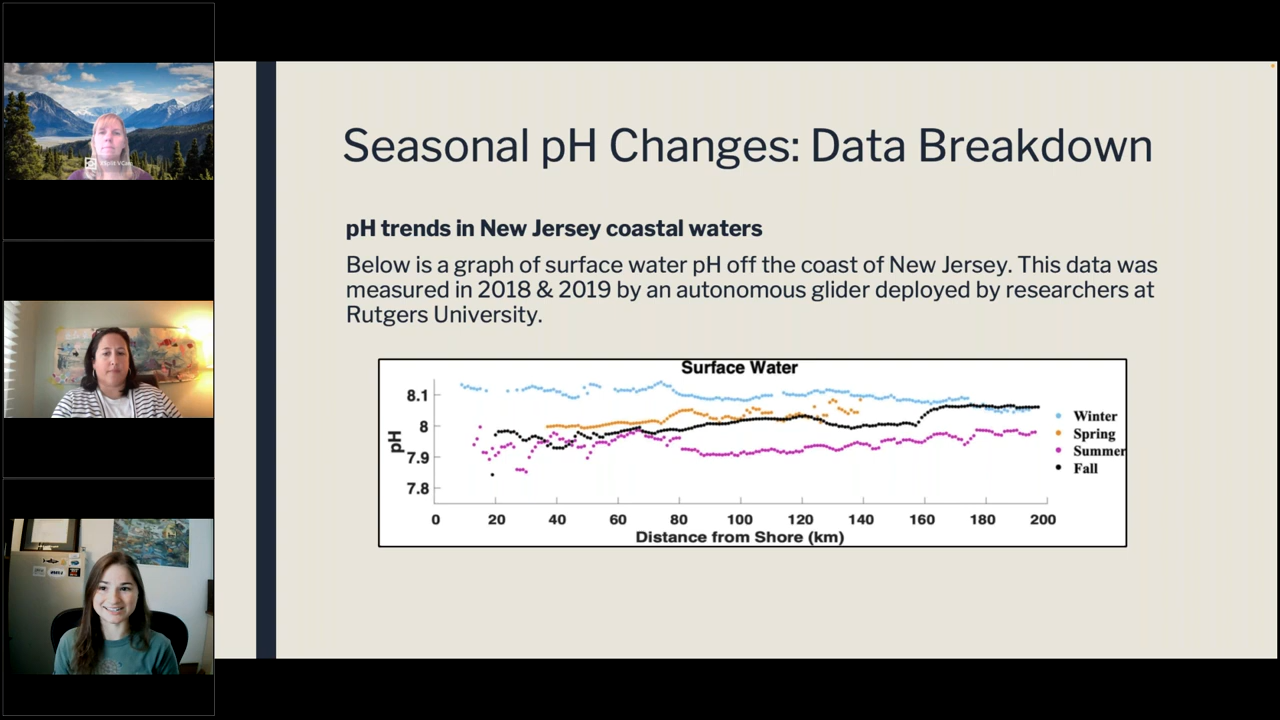 Seasonal pH Changes: Data Breakdown
pH trends in New Jersey coastal waters
Below is a graph of surface water pH off the coast of New Jersey. This data was
measured in 2018 & 2019 by an autonomous glider deployed by researchers at
Rutgers University.
Surface Water
8.1
8
7.9
7.8
pH
0 20 40 60 80 100 120 140 160 180 200
Distance from Shore (km)
Winter
Spring
Summer
Fall
XSplit VCam